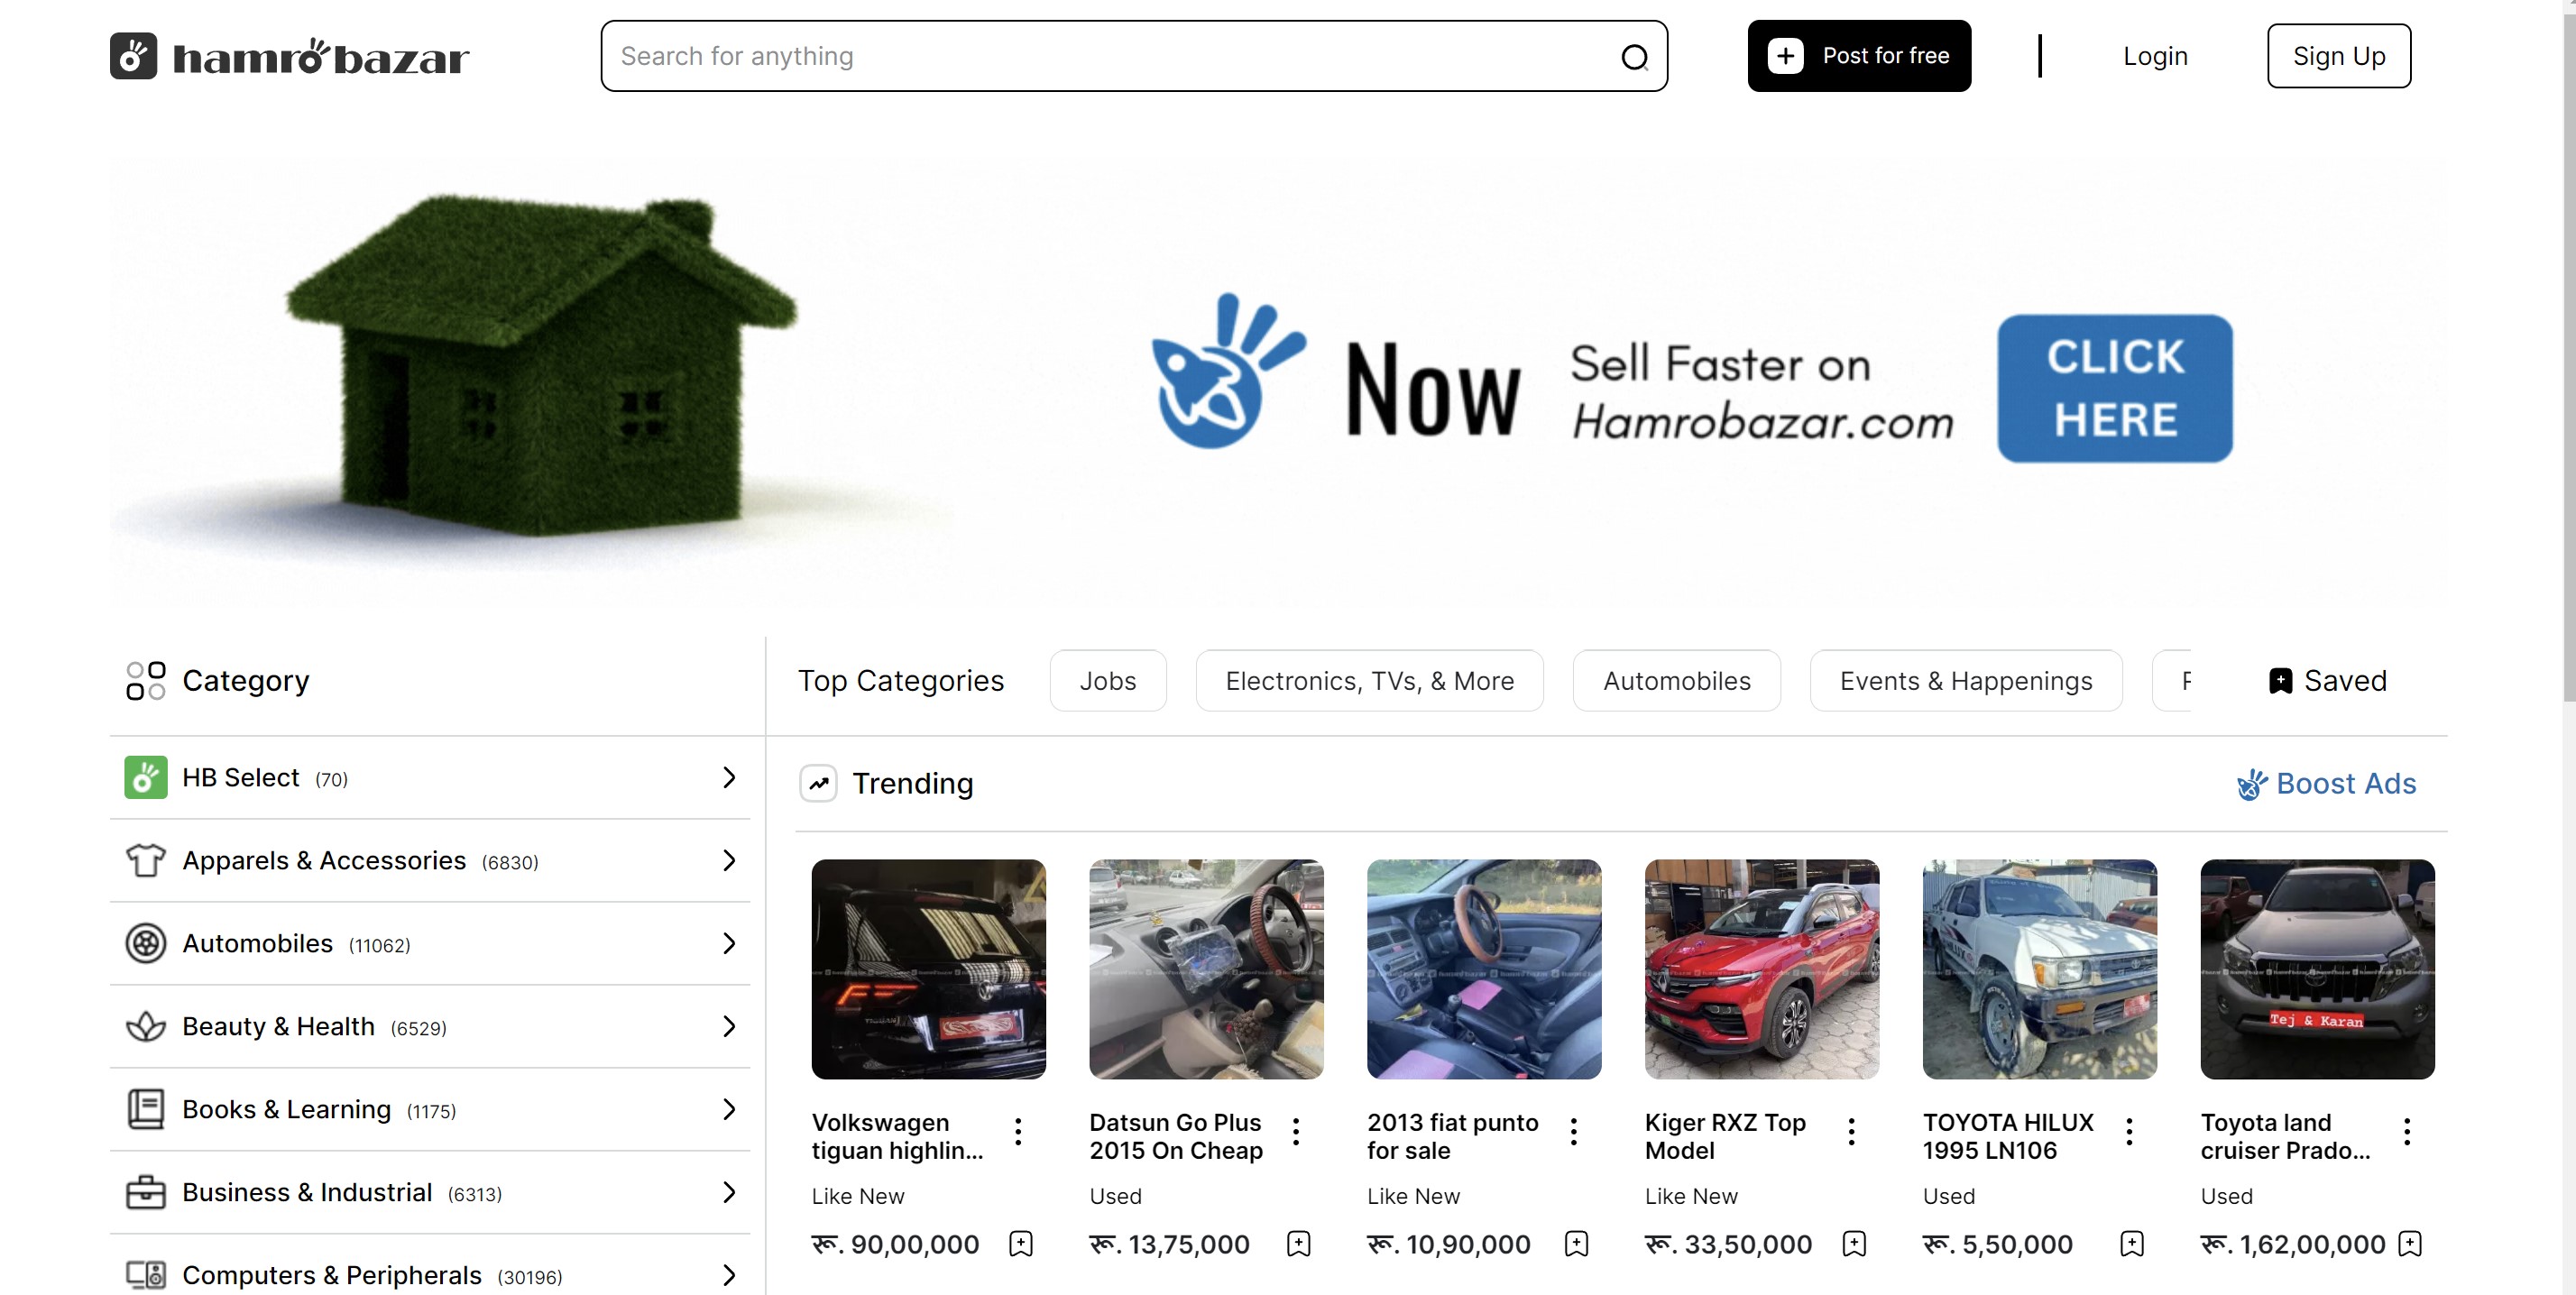 hamrobazar
Search for anything
Post for free
Login
Sign Up
Now
Sell Faster on
Hamrobazar.com
CLICK
HERE
Category
Top Categories
Jobs
Electronics, TVs, & More
Automobiles
Events & Happenings
Saved
HB Select (70)
Apparels & Accessories (6830)
Automobiles (11062)
Beauty & Health (6529)
Books & Learning (1175)
Business & Industrial (6313)
Computers & Peripherals (30196)
Trending
Boost Ads
Tej & Karan
Volkswagen
tiguan highlin...
Like New
रू. 90,00,000
Datsun Go Plus
2015 On Cheap
Used
रू. 13,75,000
2013 fiat punto
for sale
Like New
रू. 10,90,000
Kiger RXZ Top
Model
Like New
रू. 33,50,000
TOYOTA HILUX
1995 LN106
Used
रू. 5,50,000
Toyota land
cruiser Prado...
Used
रू. 1,62,00,000